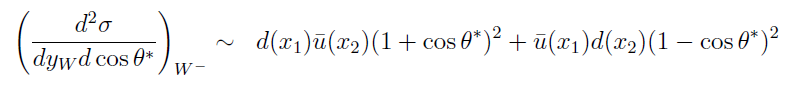 \left( \frac{d^2\sigma}{dy_W d\cos\theta^*} \right)_{W^-} \sim d(x_1)\bar{u}(x_2)(1+\cos\theta^*)^2 + \bar{u}(x_1)d(x_2)(1-\cos\theta^*)^2